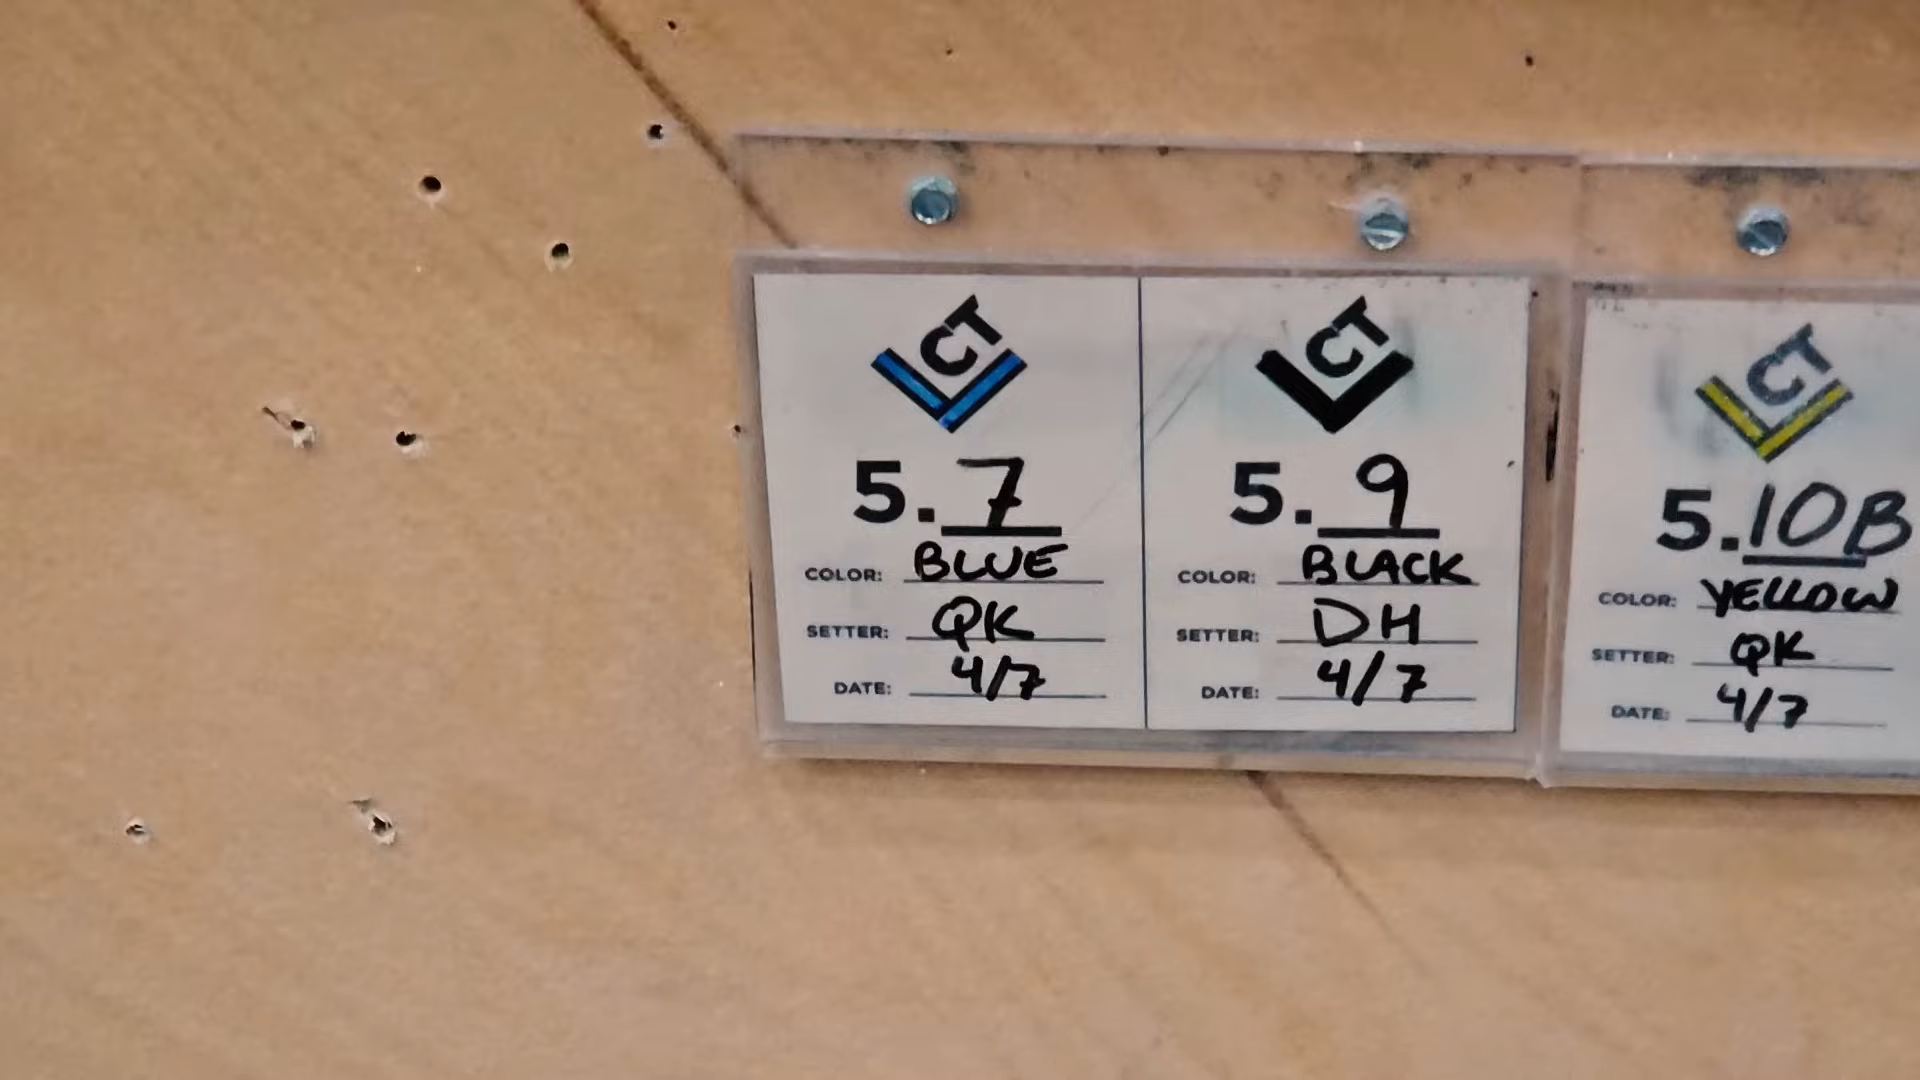 CT
5.7
COLOR: BLUE
SETTER: QK
DATE: 4/7
CT
5.9
COLOR: BLACK
SETTER: DH
DATE: 4/7
CT
5.10B
COLOR: YELLOW
SETTER: QK
DATE: 4/7